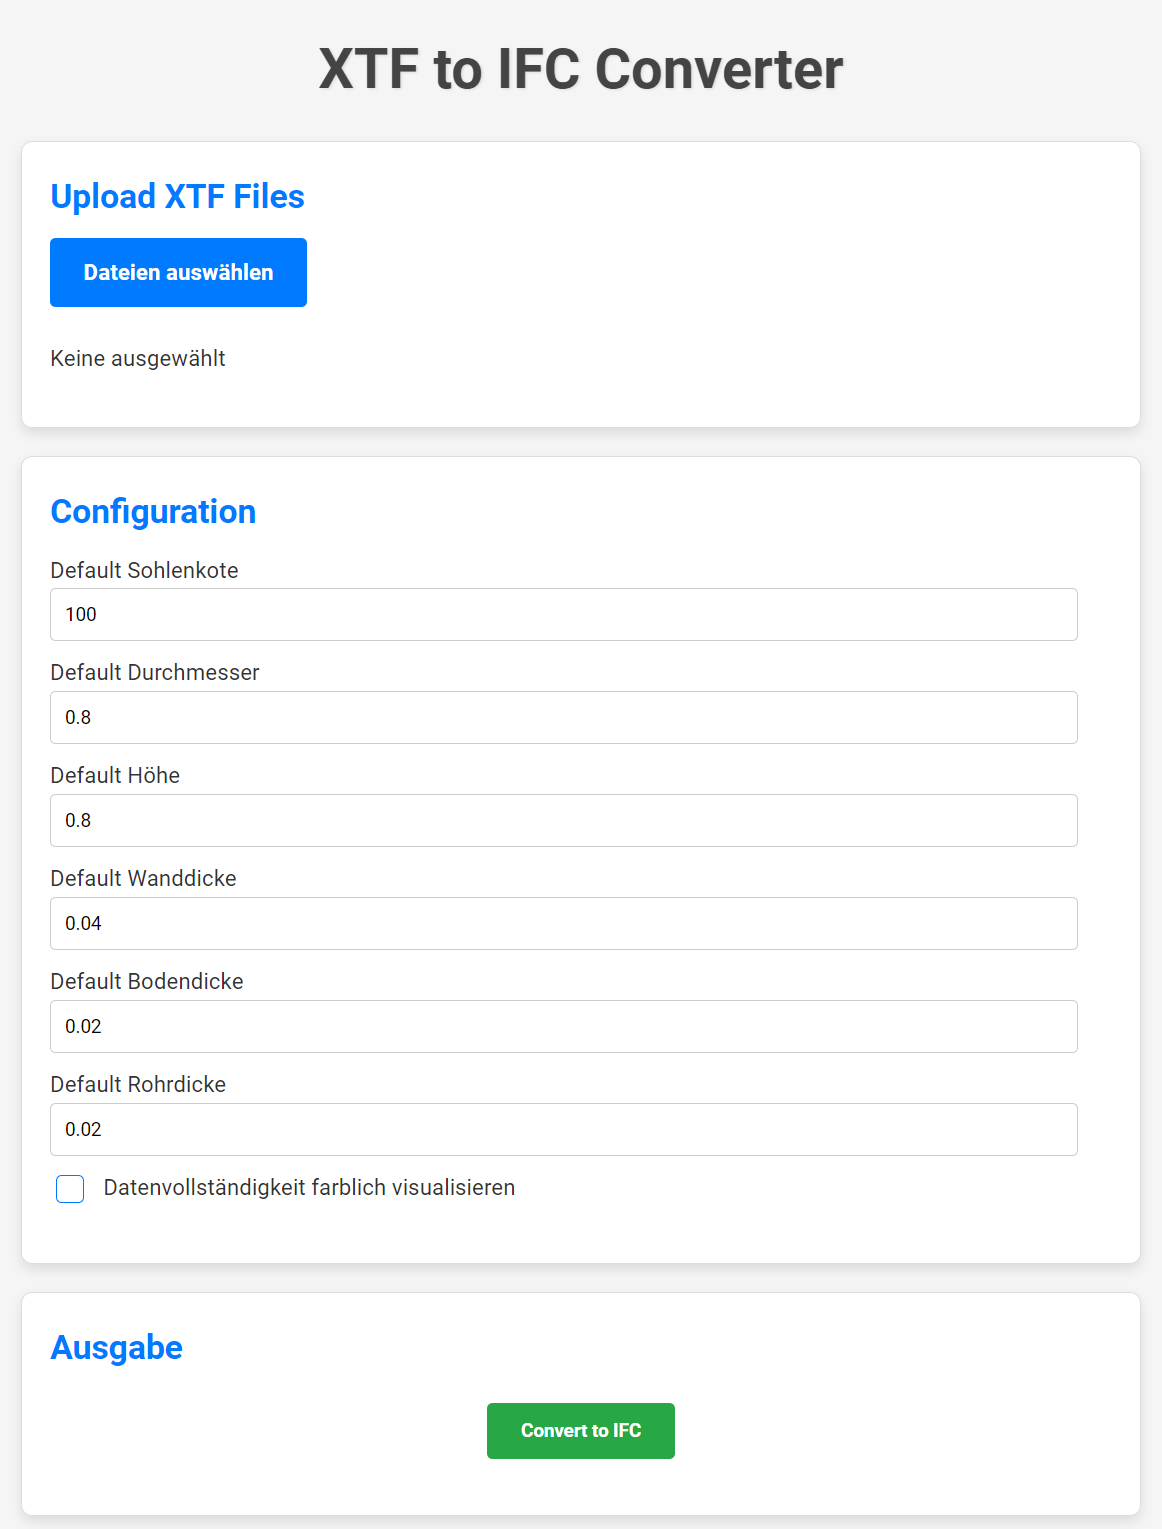 XTF to IFC Converter
Upload XTF Files
Dateien auswählen
Keine ausgewählt
Configuration
Default Sohlenkote
100
Default Durchmesser
0.8
Default Höhe
0.8
Default Wanddicke
0.04
Default Bodendicke
0.02
Default Rohrdicke
0.02
Datenvollständigkeit farblich visualisieren
Ausgabe
Convert to IFC